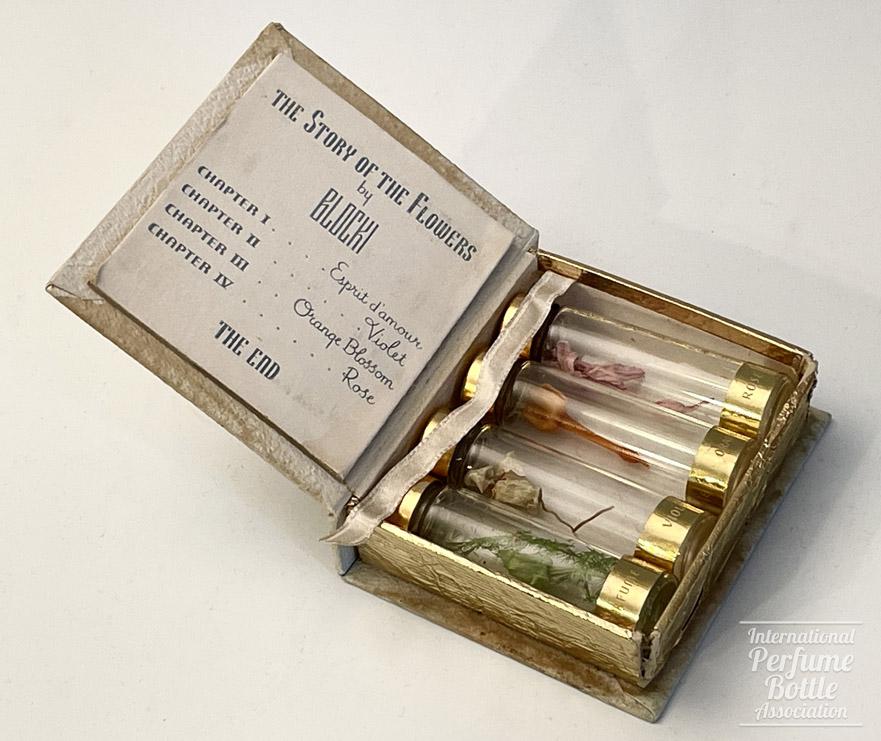 THE STORY OF THE FLOWERS
by
BLOCKI
CHAPTER I . . . . Esprit d'amour
CHAPTER II . . . . Violet
CHAPTER III . . . . Orange Blossom
CHAPTER IV . . . . Rose
THE END
International
Perfume
Bottle
Association